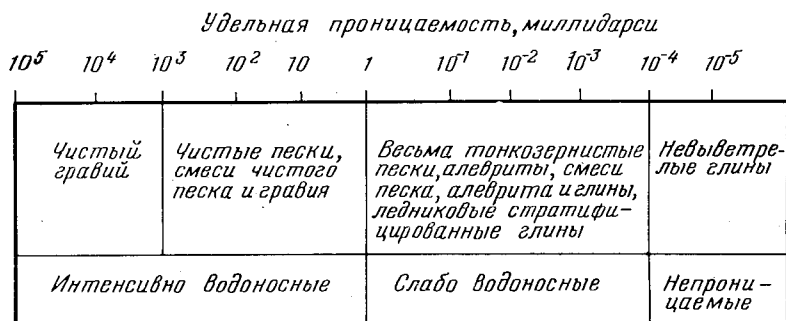 Удельная проницаемость, миллидарси
10⁵ 10⁴ 10³ 10² 10 1 10⁻¹ 10⁻² 10⁻³ 10⁻⁴ 10⁻⁵
Чистый
гравий
Чистые пески,
смеси чистого
песка и гравия
Весьма тонкозернистые
пески, алевриты, смеси
песка, алеврита и глины,
ледниковые стратифи-
цированные глины
Невыветре-
лые глины
Интенсивно водоносные
Слабо водоносные
Непрони-
цаемые